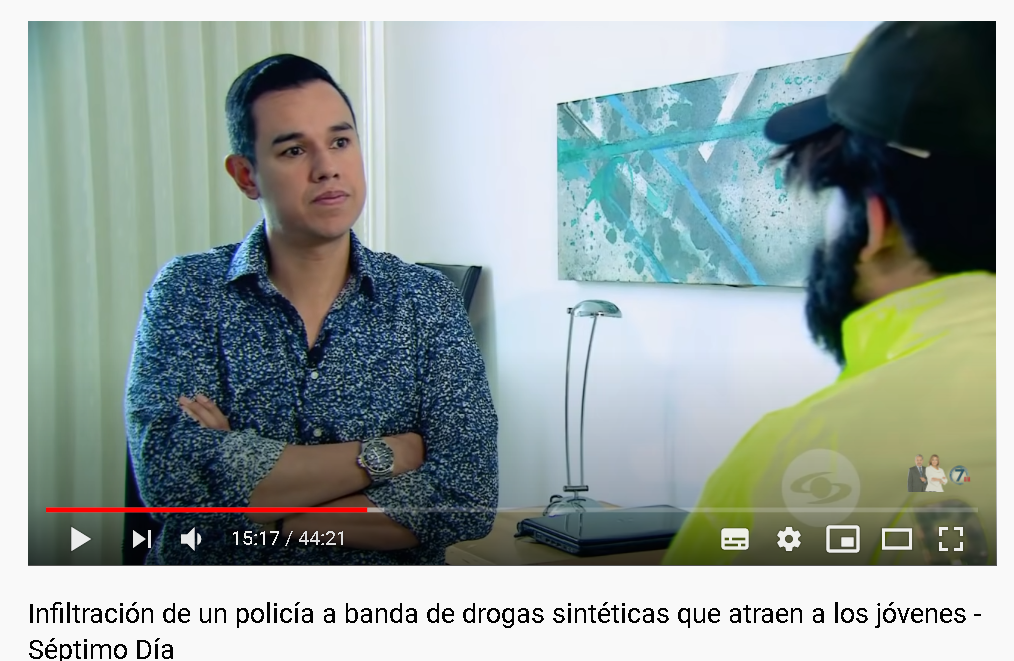 15:17 / 44:21
Infiltración de un policía a banda de drogas sintéticas que atraen a los jóvenes -
Séptimo Día